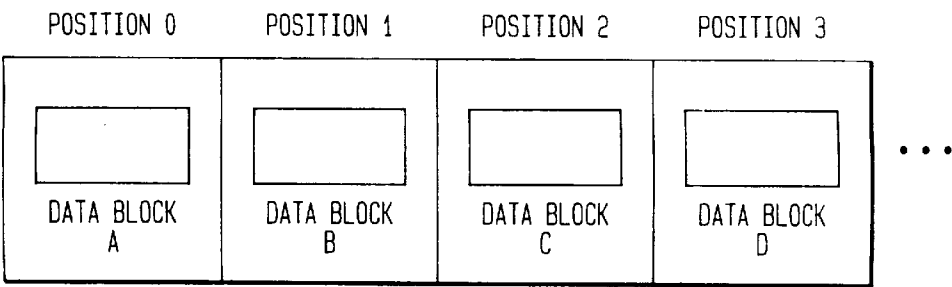 POSITION 0 POSITION 1 POSITION 2 POSITION 3
DATA BLOCK DATA BLOCK DATA BLOCK DATA BLOCK
A B C D